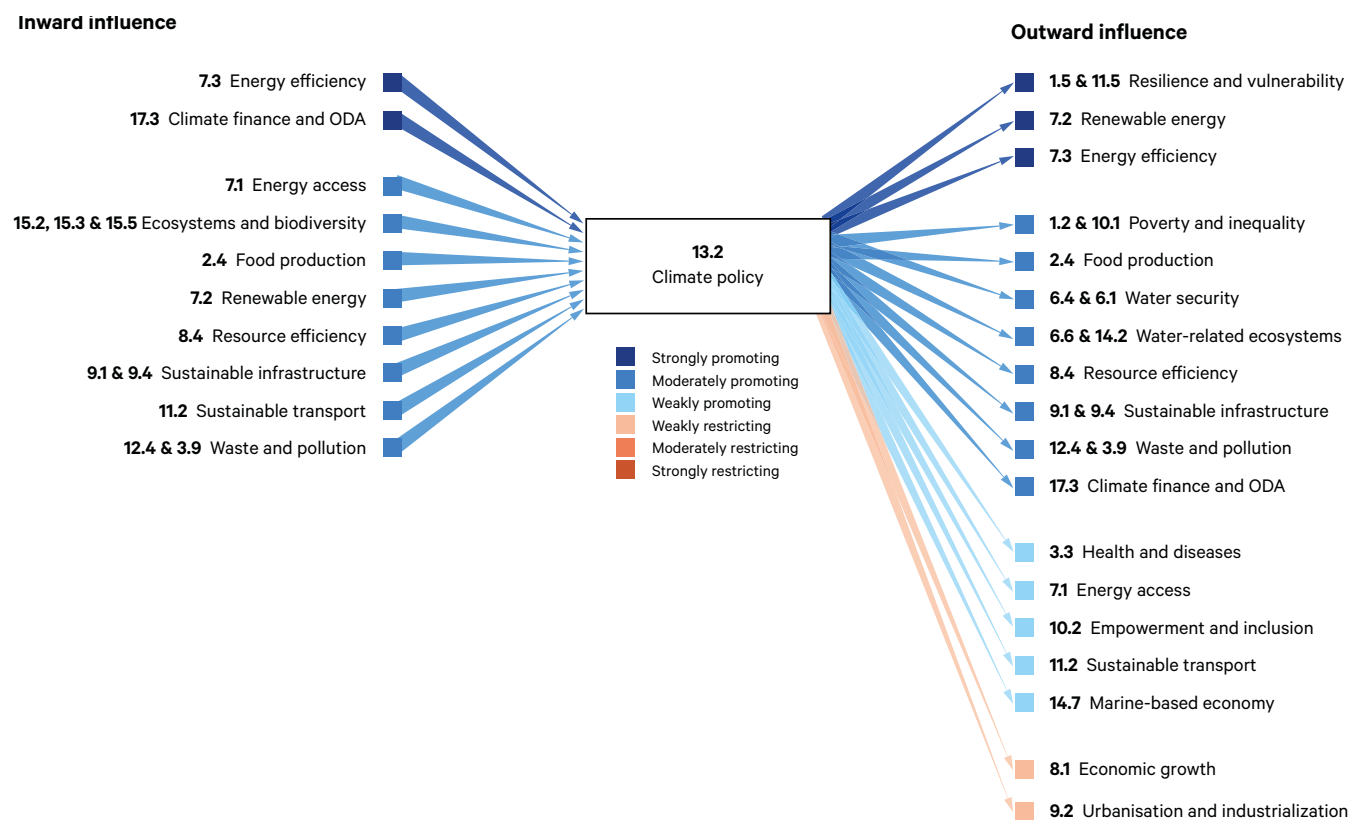 Inward influence
7.3 Energy efficiency
17.3 Climate finance and ODA
7.1 Energy access
15.2, 15.3 & 15.5 Ecosystems and biodiversity
2.4 Food production
7.2 Renewable energy
8.4 Resource efficiency
9.1 & 9.4 Sustainable infrastructure
11.2 Sustainable transport
12.4 & 3.9 Waste and pollution
13.2
Climate policy
Strongly promoting
Moderately promoting
Weakly promoting
Weakly restricting
Moderately restricting
Strongly restricting
Outward influence
1.5 & 11.5 Resilience and vulnerability
7.2 Renewable energy
7.3 Energy efficiency
1.2 & 10.1 Poverty and inequality
2.4 Food production
6.4 & 6.1 Water security
6.6 & 14.2 Water-related ecosystems
8.4 Resource efficiency
9.1 & 9.4 Sustainable infrastructure
12.4 & 3.9 Waste and pollution
17.3 Climate finance and ODA
3.3 Health and diseases
7.1 Energy access
10.2 Empowerment and inclusion
11.2 Sustainable transport
14.7 Marine-based economy
8.1 Economic growth
9.2 Urbanisation and industrialization